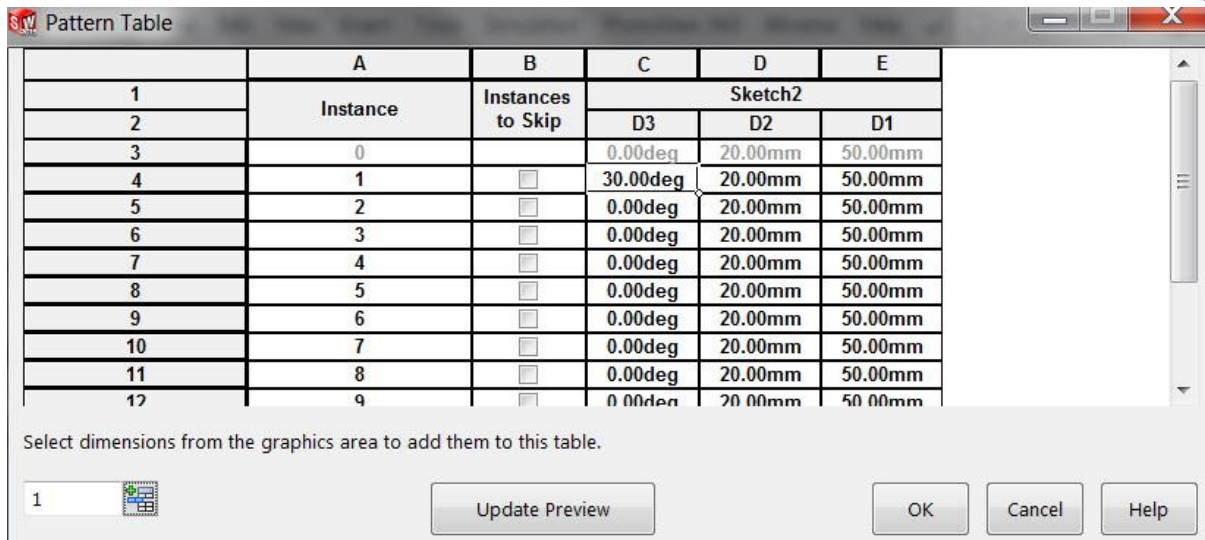 SW Pattern Table
A B C D E
1 Instance Instances to Skip Sketch2
2 D3 D2 D1
3 0 0.00deg 20.00mm 50.00mm
4 1 30.00deg 20.00mm 50.00mm
5 2 0.00deg 20.00mm 50.00mm
6 3 0.00deg 20.00mm 50.00mm
7 4 0.00deg 20.00mm 50.00mm
8 5 0.00deg 20.00mm 50.00mm
9 6 0.00deg 20.00mm 50.00mm
10 7 0.00deg 20.00mm 50.00mm
11 8 0.00deg 20.00mm 50.00mm
12 9 0.00deg 20.00mm 50.00mm
Select dimensions from the graphics area to add them to this table.
1 Update Preview OK Cancel Help